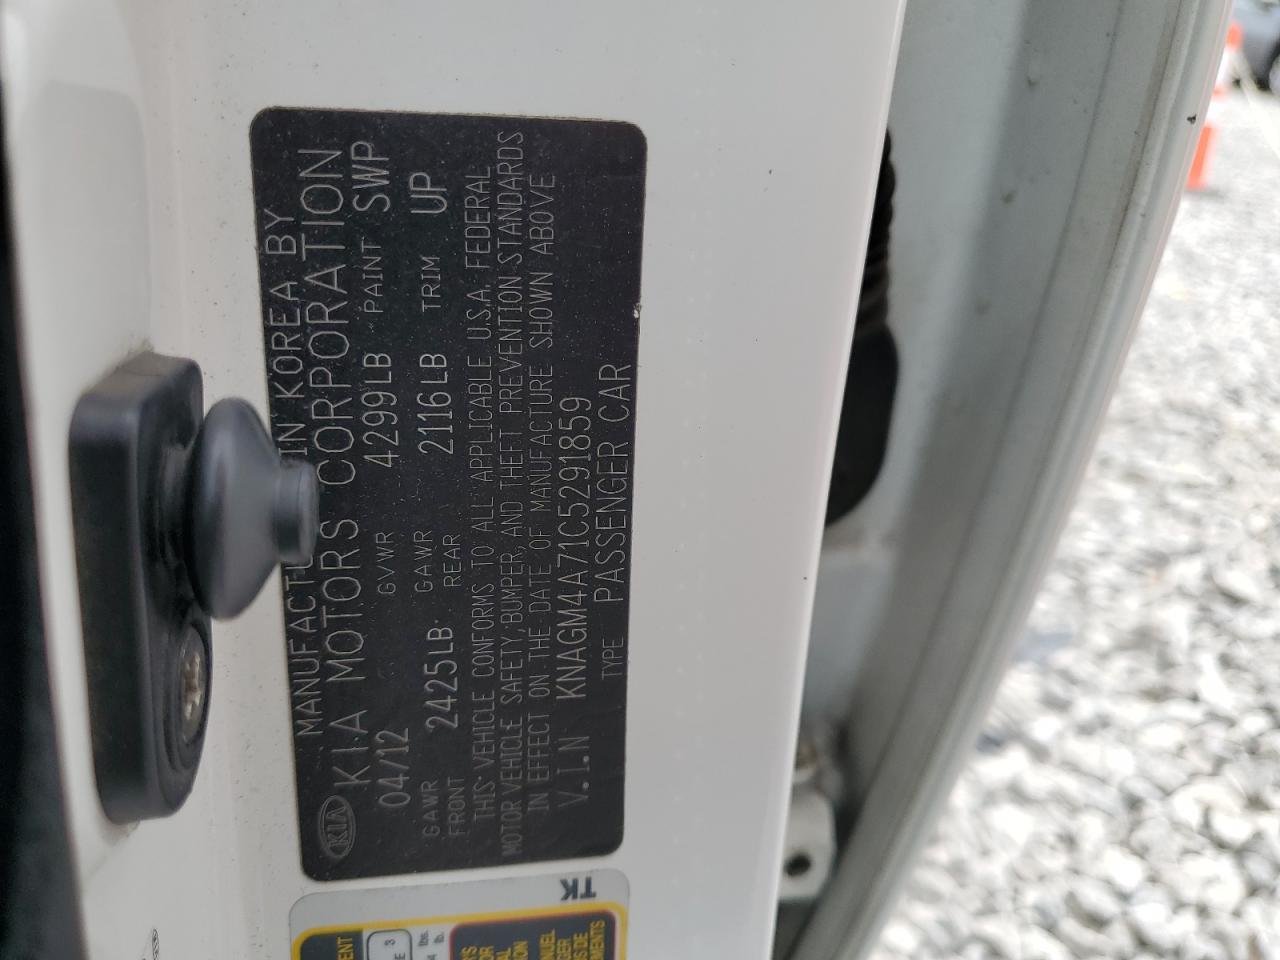 MANUFACT IN KOREA BY
KIA KIA MOTORS CORPORATION
04/12 GVWR 4299LB PAINT SWP
GAWR FRONT 2425LB GAWR REAR 2116LB TRIM UP
THIS VEHICLE CONFORMS TO ALL APPLICABLE U.S.A. FEDERAL
MOTOR VEHICLE SAFETY, BUMPER, AND THEFT PREVENTION STANDARDS
IN EFFECT ON THE DATE OF MANUFACTURE SHOWN ABOVE
V.I.N KNAGM4A71C5291859
TYPE PASSENGER CAR
TK